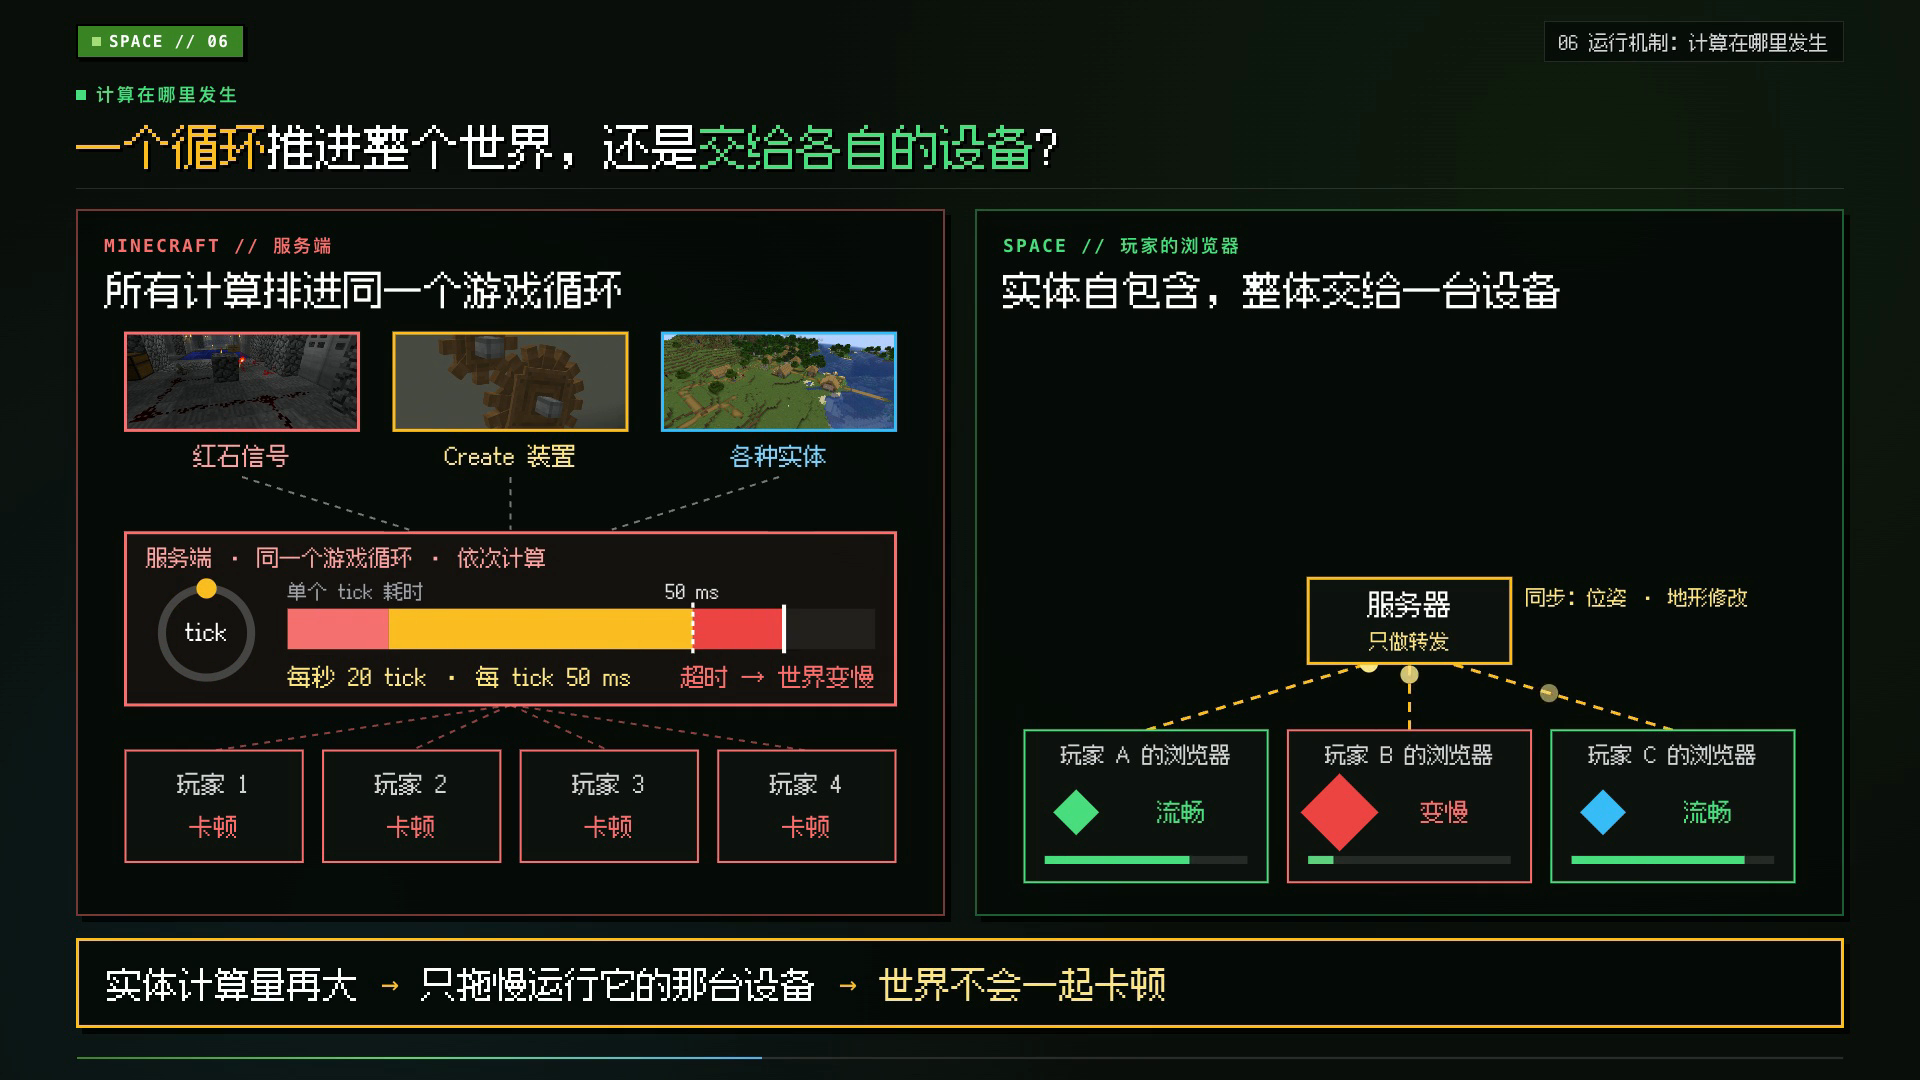 SPACE // 06
06 运行机制：计算在哪里发生
计算在哪里发生
一个循环推进整个世界，还是交给各自的设备？
MINECRAFT // 服务端
所有计算排进同一个游戏循环
红石信号
Create 装置
各种实体
服务端 · 同一个游戏循环 · 依次计算
单个 tick 耗时
50 ms
tick
每秒 20 tick · 每 tick 50 ms
超时 → 世界变慢
玩家 1
卡顿
玩家 2
卡顿
玩家 3
卡顿
玩家 4
卡顿
SPACE // 玩家的浏览器
实体自包含，整体交给一台设备
服务器
只做转发
同步：位姿 · 地形修改
玩家 A 的浏览器
流畅
玩家 B 的浏览器
变慢
玩家 C 的浏览器
流畅
实体计算量再大 → 只拖慢运行它的那台设备 → 世界不会一起卡顿